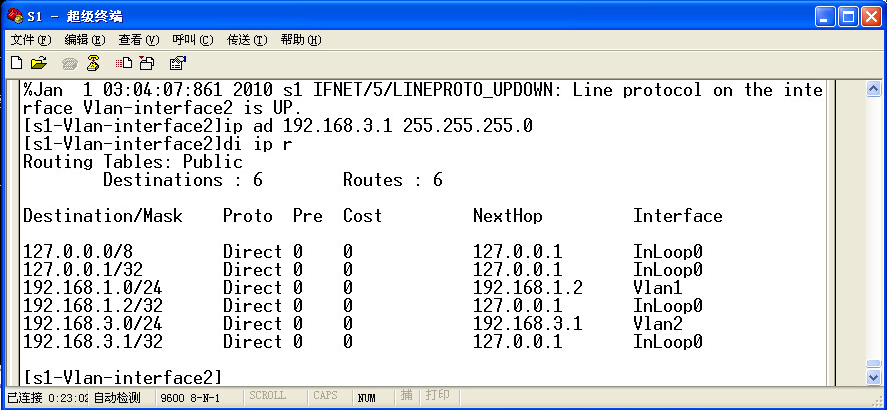 S1 - 超级终端
文件(F) 编辑(E) 查看(V) 呼叫(C) 传送(T) 帮助(H)
%Jan  1 03:04:07:861 2010 s1 IFNET/5/LINEPROTO_UPDOWN: Line protocol on the inte
rface Vlan-interface2 is UP.
[s1-Vlan-interface2]ip ad 192.168.3.1 255.255.255.0
[s1-Vlan-interface2]di ip r
Routing Tables: Public
        Destinations : 6        Routes : 6
Destination/Mask    Proto  Pre  Cost         NextHop         Interface
127.0.0.0/8         Direct 0    0            127.0.0.1       InLoop0
127.0.0.1/32        Direct 0    0            127.0.0.1       InLoop0
192.168.1.0/24      Direct 0    0            192.168.1.2     Vlan1
192.168.1.2/32      Direct 0    0            127.0.0.1       InLoop0
192.168.3.0/24      Direct 0    0            192.168.3.1     Vlan2
192.168.3.1/32      Direct 0    0            127.0.0.1       InLoop0
[s1-Vlan-interface2]
已连接 0:23:02 自动检测 9600 8-N-1 SCROLL CAPS NUM 捕 打印